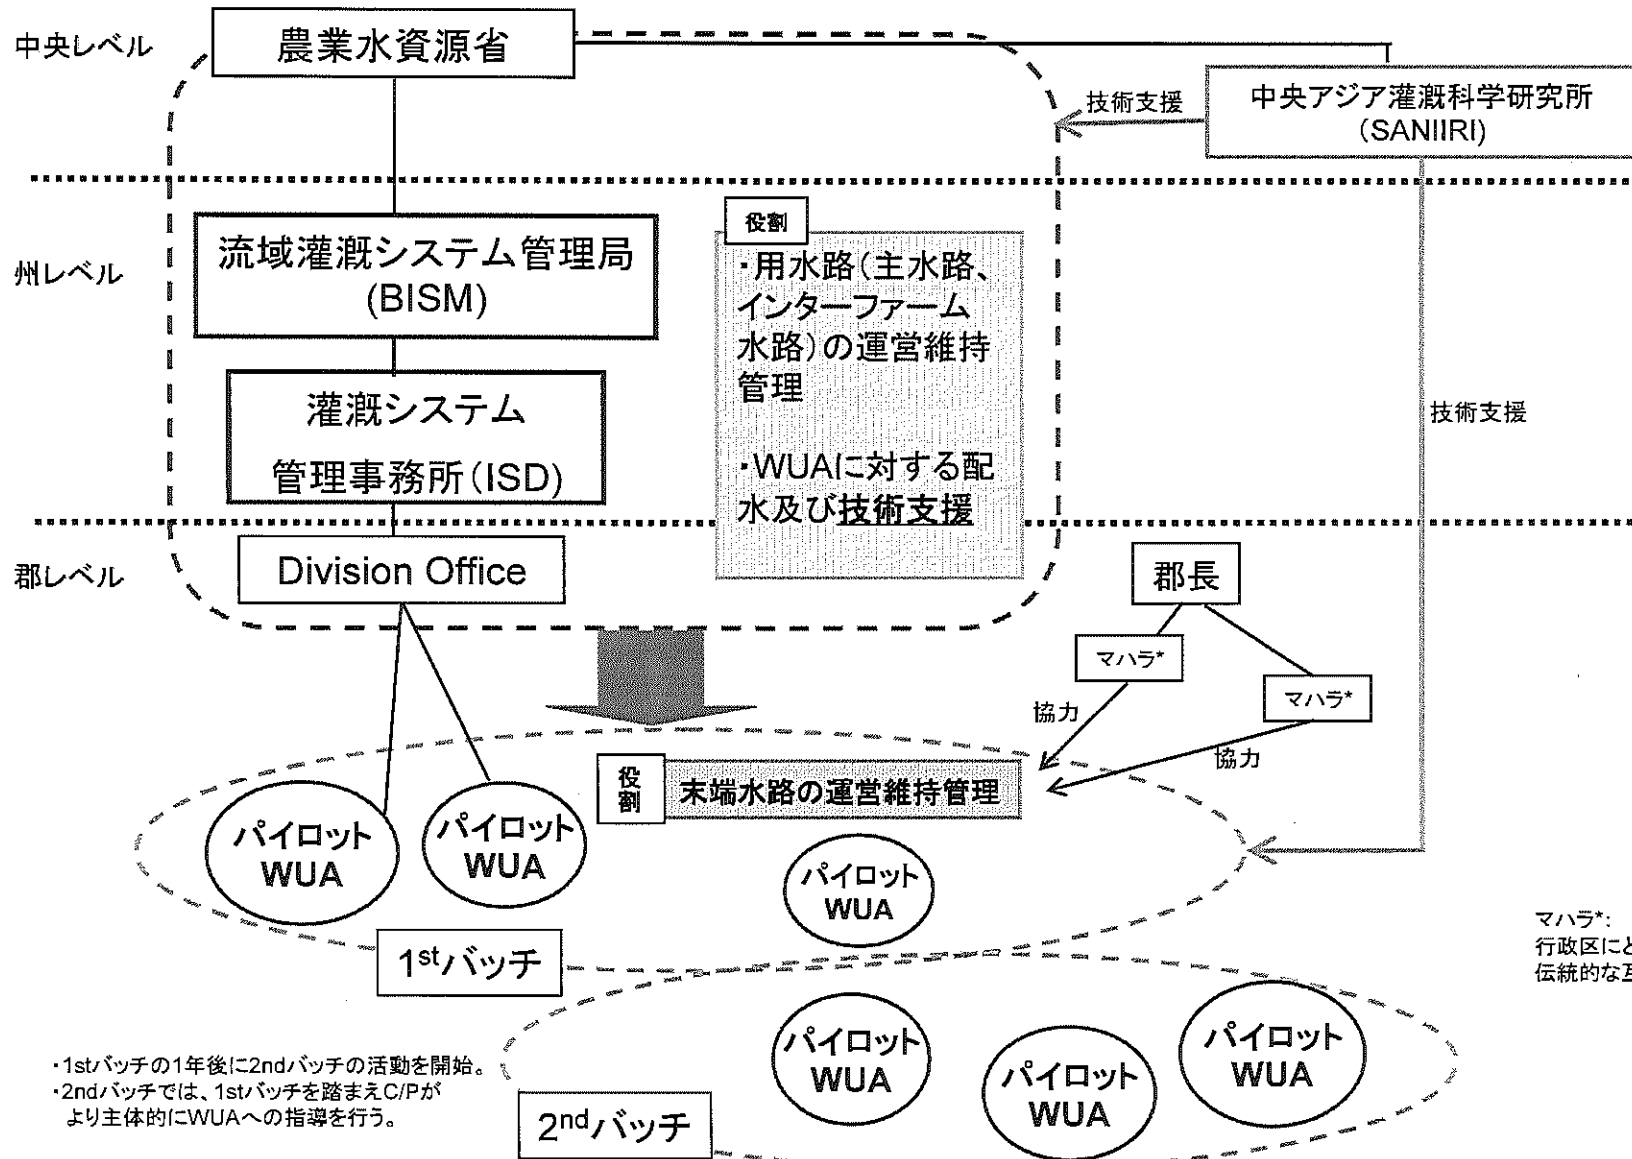 中央レベル
農業水資源省
技術支援
中央アジア灌漑科学研究所
(SANIIRI)
州レベル
流域灌漑システム管理局
(BISM)
灌漑システム
管理事務所(ISD)
役割
・用水路(主水路、
インターファーム
水路)の運営維持
管理
・WUAに対する配
水及び技術支援
技術支援
郡レベル
Division Office
郡長
マハラ*
マハラ*
協力
協力
役
割
末端水路の運営維持管理
パイロット
WUA
パイロット
WUA
パイロット
WUA
1stバッチ
マハラ*:
行政区にと
伝統的な互
パイロット
WUA
パイロット
WUA
パイロット
WUA
・1stバッチの1年後に2ndバッチの活動を開始。
・2ndバッチでは、1stバッチを踏まえC/Pが
より主体的にWUAへの指導を行う。
2ndバッチ